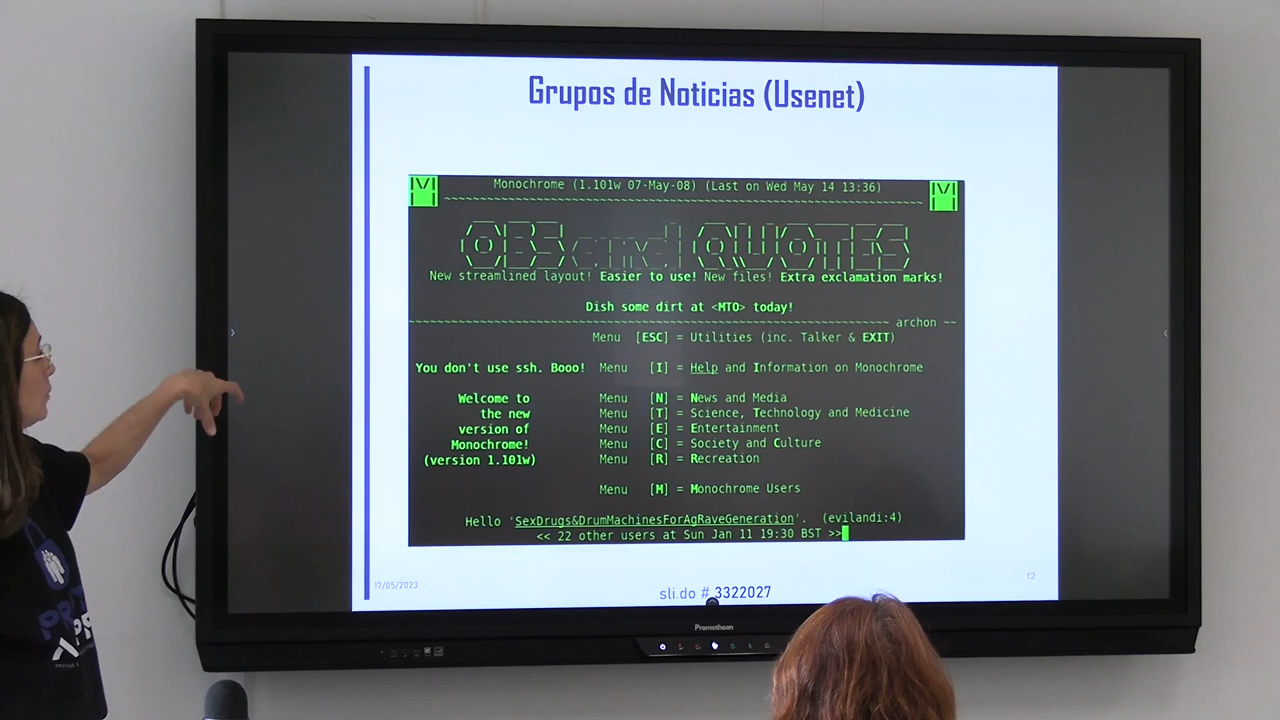 Grupos de Noticias (Usenet)
Monochrome (1.101w 07-May-08) (Last on Wed May 14 13:36)
OBS and QUOTES
New streamlined layout! Easier to use! New files! Extra exclamation marks!
Dish some dirt at <MTO> today!
archon
Menu [ESC] = Utilities (inc. Talker & EXIT)
You don't use ssh. Booo! Menu [I] = Help and Information on Monochrome
Welcome to Menu [N] = News and Media
the new Menu [T] = Science, Technology and Medicine
version of Menu [E] = Entertainment
Monochrome! Menu [C] = Society and Culture
(version 1.101w) Menu [R] = Recreation
Menu [M] = Monochrome Users
Hello 'SexDrugs&DrumMachinesForAgRaveGeneration'. (evilandi:4)
<< 22 other users at Sun Jan 11 19:30 BST >>
17/05/2023
12
sli.do # 3322027
Promethean